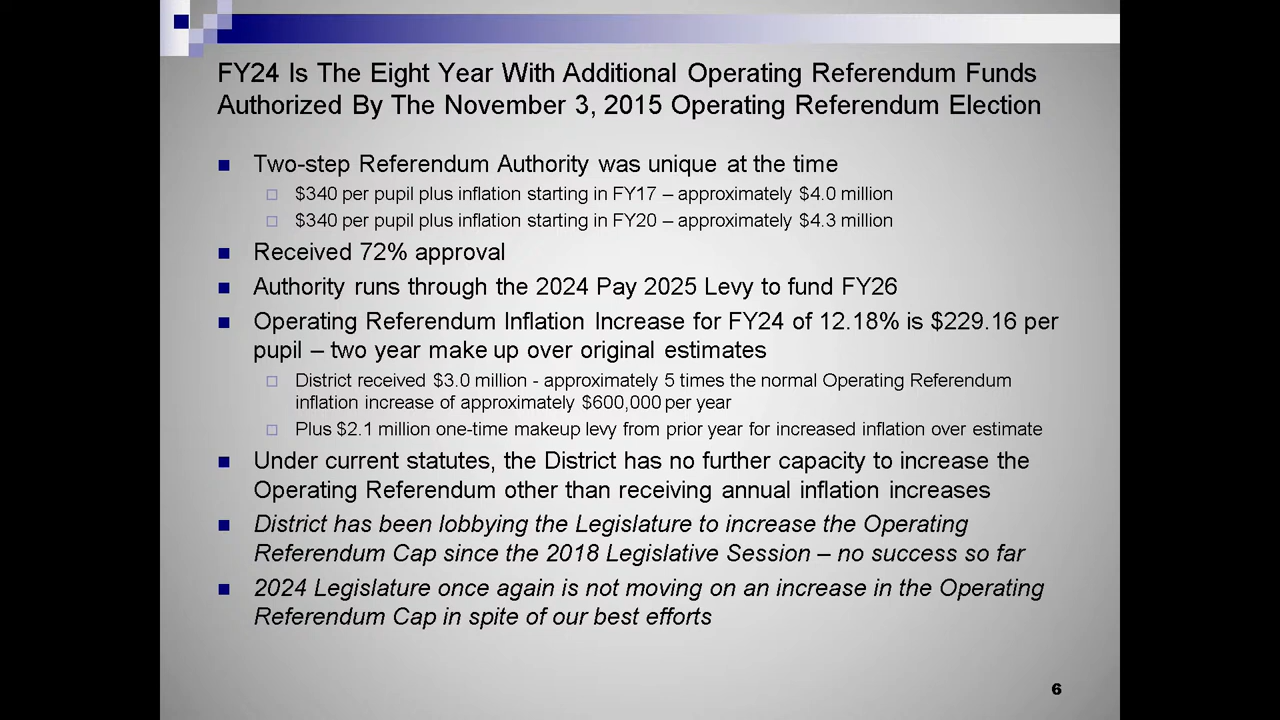 FY24 Is The Eight Year With Additional Operating Referendum Funds
Authorized By The November 3, 2015 Operating Referendum Election
Two-step Referendum Authority was unique at the time
$340 per pupil plus inflation starting in FY17 – approximately $4.0 million
$340 per pupil plus inflation starting in FY20 – approximately $4.3 million
Received 72% approval
Authority runs through the 2024 Pay 2025 Levy to fund FY26
Operating Referendum Inflation Increase for FY24 of 12.18% is $229.16 per
pupil – two year make up over original estimates
District received $3.0 million - approximately 5 times the normal Operating Referendum
inflation increase of approximately $600,000 per year
Plus $2.1 million one-time makeup levy from prior year for increased inflation over estimate
Under current statutes, the District has no further capacity to increase the
Operating Referendum other than receiving annual inflation increases
District has been lobbying the Legislature to increase the Operating
Referendum Cap since the 2018 Legislative Session – no success so far
2024 Legislature once again is not moving on an increase in the Operating
Referendum Cap in spite of our best efforts
6